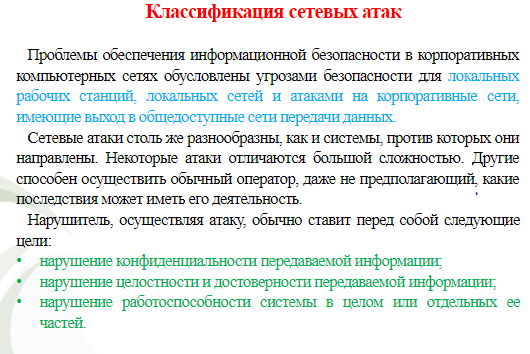 Классификация сетевых атак
Проблемы обеспечения информационной безопасности в корпоративных
компьютерных сетях обусловлены угрозами безопасности для локальных
рабочих станций, локальных сетей и атаками на корпоративные сети,
имеющие выход в общедоступные сети передачи данных.
Сетевые атаки столь же разнообразны, как и системы, против которых они
направлены. Некоторые атаки отличаются большой сложностью. Другие
способен осуществить обычный оператор, даже не предполагающий, какие
последствия может иметь его деятельность.
Нарушитель, осуществляя атаку, обычно ставит перед собой следующие
цели:
• нарушение конфиденциальности передаваемой информации;
• нарушение целостности и достоверности передаваемой информации;
• нарушение работоспособности системы в целом или отдельных ее
частей.